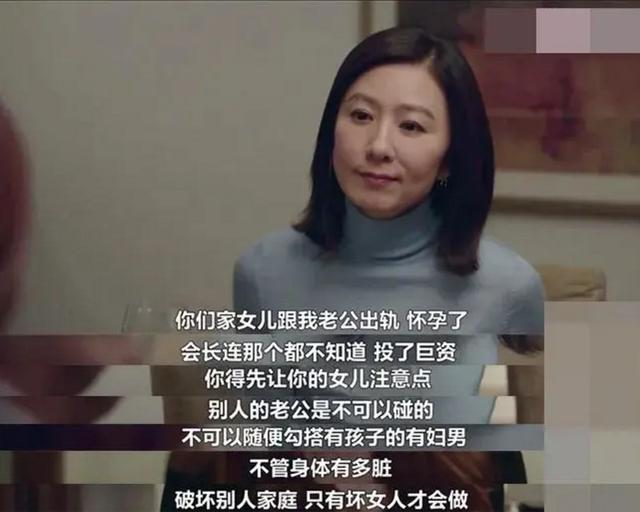 你们家女儿跟我老公出轨 怀孕了
会长连那个都不知道 投了巨资
你得先让你的女儿注意点
别人的老公是不可以碰的
不可以随便勾搭有孩子的有妇男
不管身体有多脏
破坏别人家庭 只有坏女人才会做